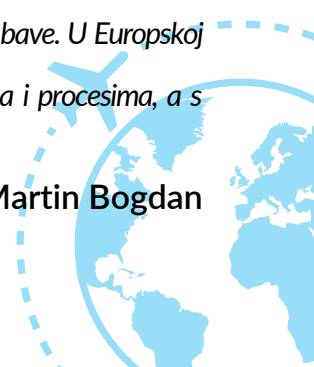 bave. U Europskoj
a i procesima, a s
Martin Bogdan